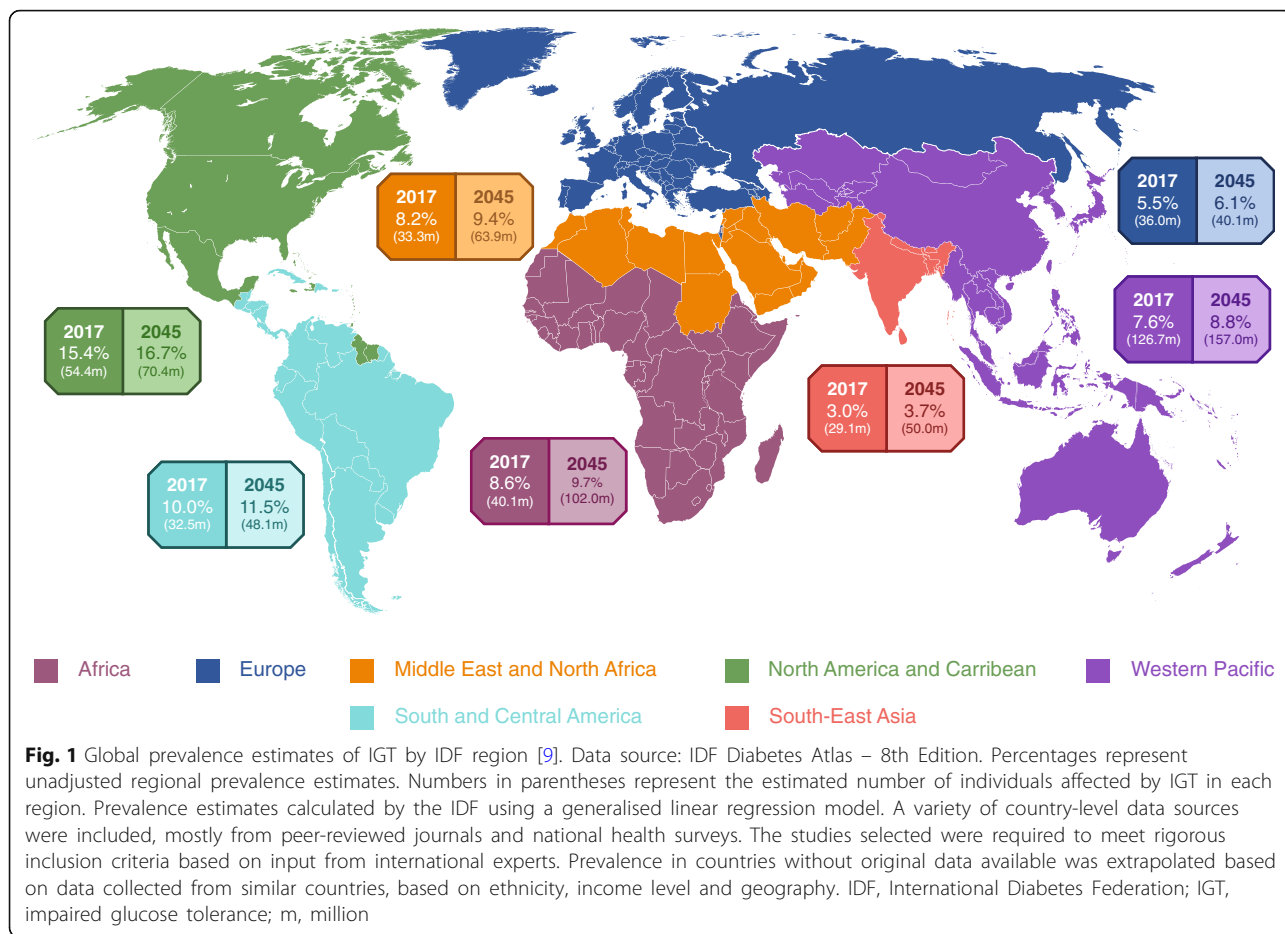 2017 2045
8.2% 9.4%
(33.3m) (63.9m)
2017 2045
5.5% 6.1%
(36.0m) (40.1m)
2017 2045
7.6% 8.8%
(126.7m) (157.0m)
2017 2045
15.4% 16.7%
(54.4m) (70.4m)
2017 2045
3.0% 3.7%
(29.1m) (50.0m)
2017 2045
8.6% 9.7%
(40.1m) (102.0m)
2017 2045
10.0% 11.5%
(32.5m) (48.1m)
Africa Europe Middle East and North Africa North America and Carribean Western Pacific
South and Central America South-East Asia
Fig. 1 Global prevalence estimates of IGT by IDF region [9]. Data source: IDF Diabetes Atlas – 8th Edition. Percentages represent
unadjusted regional prevalence estimates. Numbers in parentheses represent the estimated number of individuals affected by IGT in each
region. Prevalence estimates calculated by the IDF using a generalised linear regression model. A variety of country-level data sources
were included, mostly from peer-reviewed journals and national health surveys. The studies selected were required to meet rigorous
inclusion criteria based on input from international experts. Prevalence in countries without original data available was extrapolated based
on data collected from similar countries, based on ethnicity, income level and geography. IDF, International Diabetes Federation; IGT,
impaired glucose tolerance; m, million